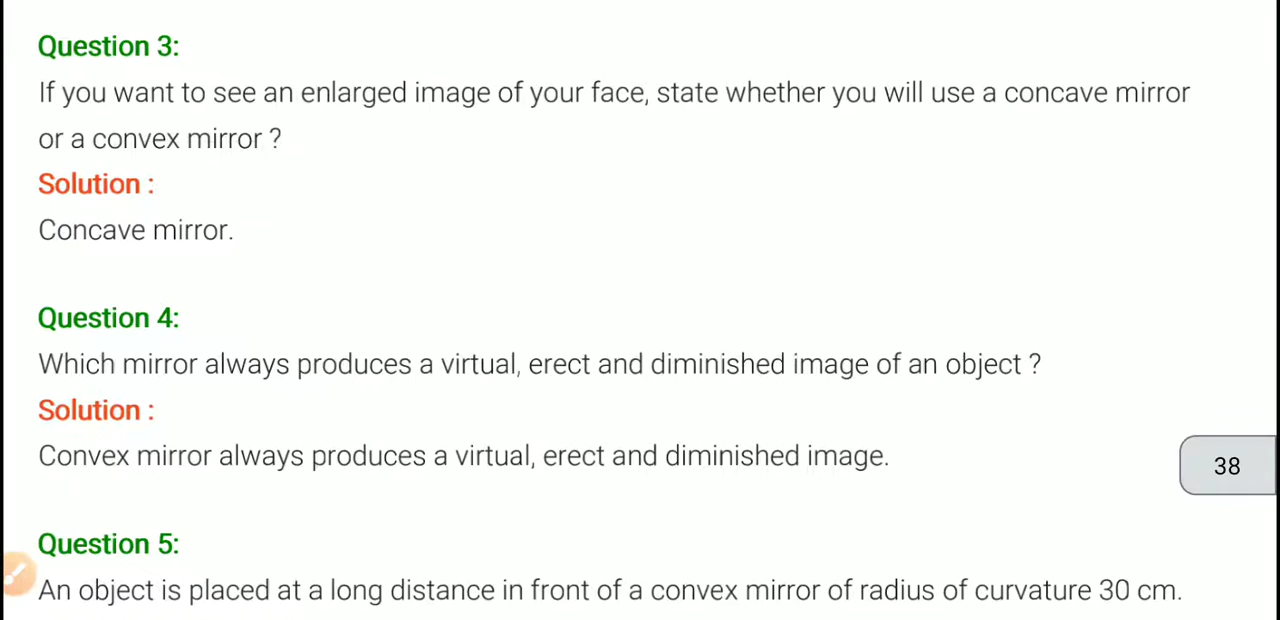 Question 3:
If you want to see an enlarged image of your face, state whether you will use a concave mirror
or a convex mirror ?
Solution :
Concave mirror.
Question 4:
Which mirror always produces a virtual, erect and diminished image of an object ?
Solution :
Convex mirror always produces a virtual, erect and diminished image.
38
Question 5:
An object is placed at a long distance in front of a convex mirror of radius of curvature 30 cm.